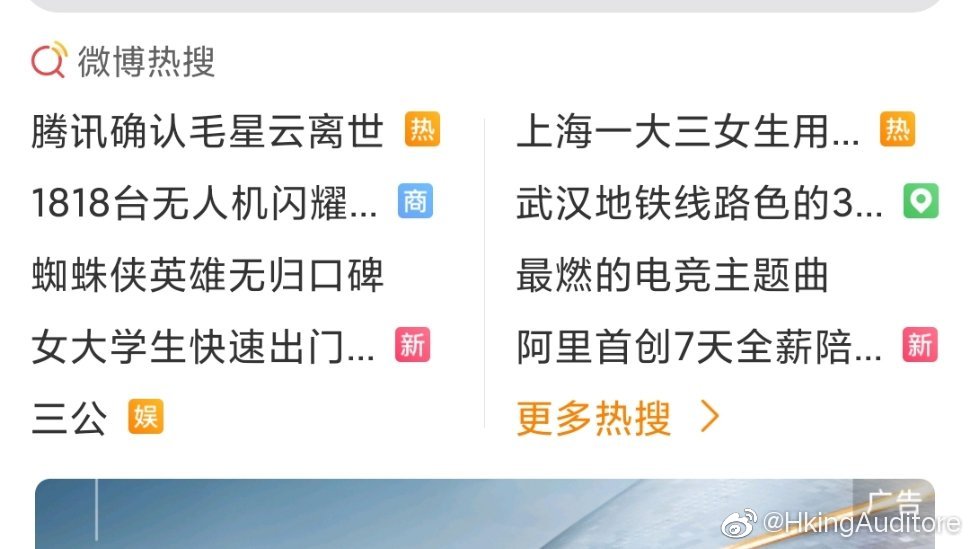 微博热搜
腾讯确认毛星云离世 热
上海一大三女生用... 热
1818台无人机闪耀... 商
武汉地铁线路色的3...
蜘蛛侠英雄无归口碑
最燃的电竞主题曲
女大学生快速出门... 新
阿里首创7天全薪陪... 新
三公 娱
更多热搜 >
广告
@HkingAuditore